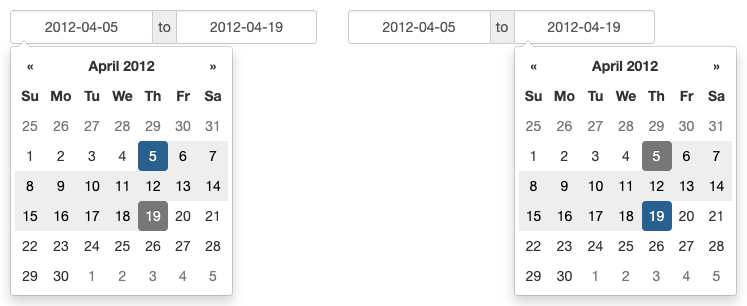 2012-04-05 to 2012-04-19
« April 2012 »
Su Mo Tu We Th Fr Sa
25 26 27 28 29 30 31
1 2 3 4 5 6 7
8 9 10 11 12 13 14
15 16 17 18 19 20 21
22 23 24 25 26 27 28
29 30 1 2 3 4 5
2012-04-05 to 2012-04-19
« April 2012 »
Su Mo Tu We Th Fr Sa
25 26 27 28 29 30 31
1 2 3 4 5 6 7
8 9 10 11 12 13 14
15 16 17 18 19 20 21
22 23 24 25 26 27 28
29 30 1 2 3 4 5